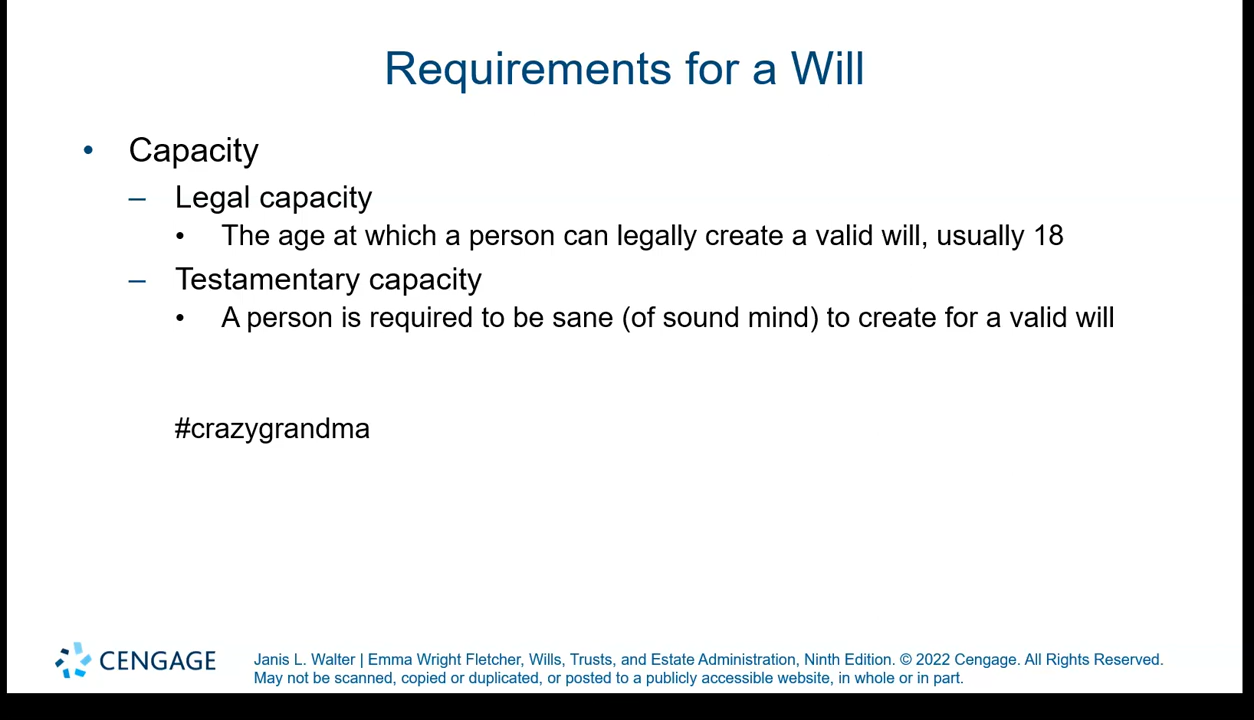 Requirements for a Will
• Capacity
– Legal capacity
• The age at which a person can legally create a valid will, usually 18
– Testamentary capacity
• A person is required to be sane (of sound mind) to create for a valid will
#crazygrandma
CENGAGE
Janis L. Walter | Emma Wright Fletcher, Wills, Trusts, and Estate Administration, Ninth Edition. © 2022 Cengage. All Rights Reserved.
May not be scanned, copied or duplicated, or posted to a publicly accessible website, in whole or in part.